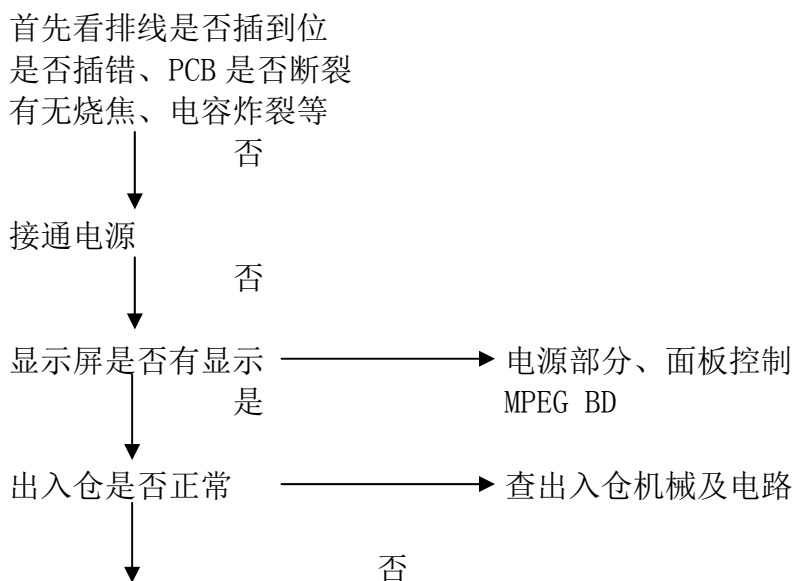 首先看排线是否插到位
是否插错、PCB 是否断裂
有无烧焦、电容炸裂等
否
接通电源
否
显示屏是否有显示
电源部分、面板控制
是
MPEG BD
出入仓是否正常
查出入仓机械及电路
否